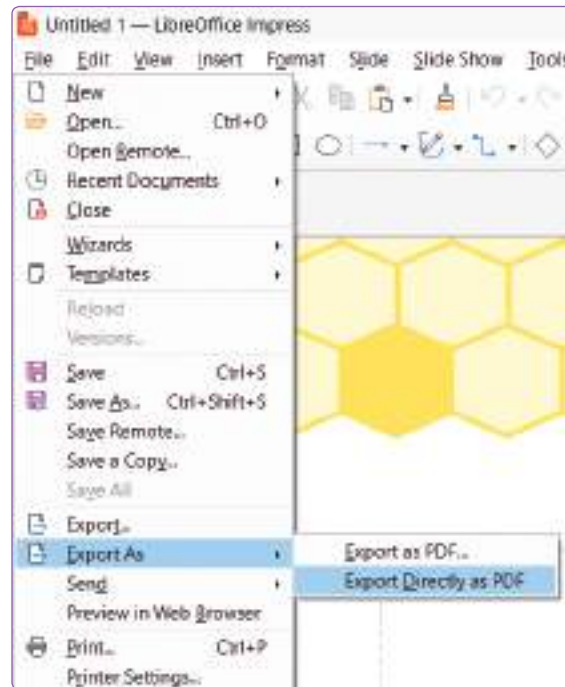 Untitled 1 — LibreOffice Impress
File Edit View Insert Format Slide Slide Show Tools
New
Open... Ctrl+O
Open Remote...
Recent Documents
Close
Wizards
Templates
Reload
Versions...
Save Ctrl+S
Save As... Ctrl+Shift+S
Save Remote...
Save a Copy...
Save All
Export...
Export As Export as PDF...
Send Export Directly as PDF
Preview in Web Browser
Print... Ctrl+P
Printer Settings...